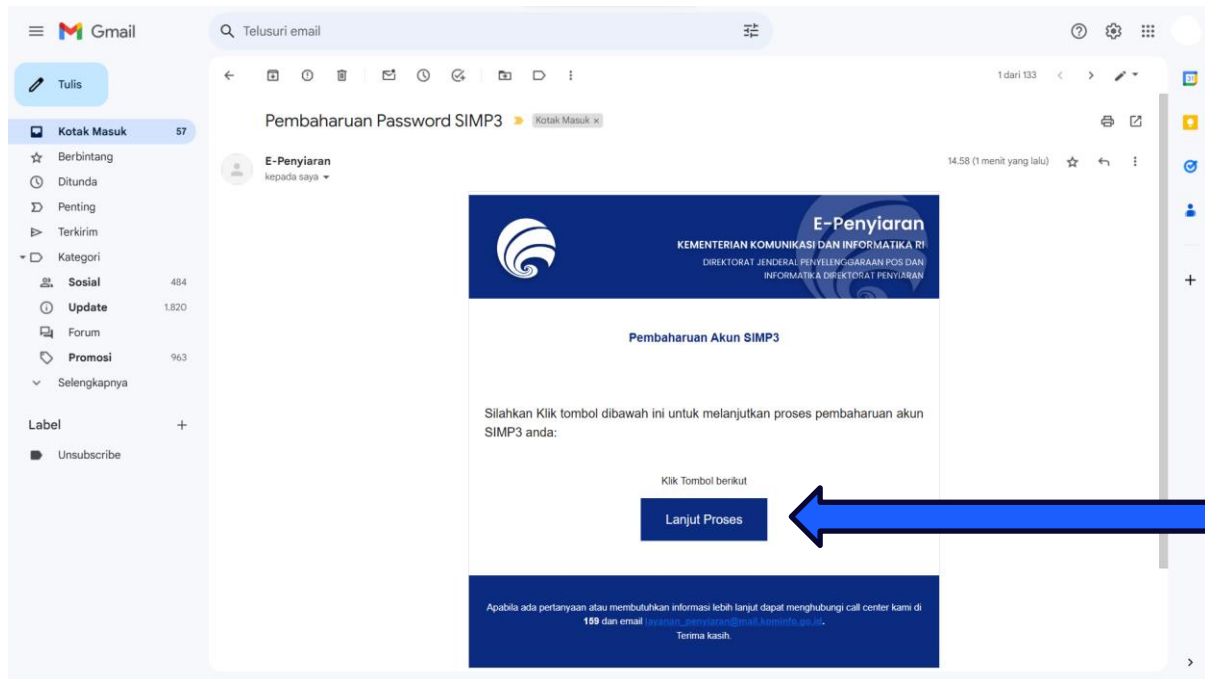 Gmail
Telusuri email
Tulis
1 dari 133
Kotak Masuk 57
Berbintang
Ditunda
Penting
Terkirim
Kategori
Sosial 484
Update 1.820
Forum
Promosi 963
Selengkapnya
Label
Unsubscribe
Pembaharuan Password SIMP3
Kotak Masuk ×
E-Penyiaran
kepada saya
14.58 (1 menit yang lalu)
E-Penyiaran
KEMENTERIAN KOMUNIKASI DAN INFORMATIKA RI
DIREKTORAT JENDERAL PENYELENGGARAAN POS DAN
INFORMATIKA DIREKTORAT PENYIARAN
Pembaharuan Akun SIMP3
Silahkan Klik tombol dibawah ini untuk melanjutkan proses pembaharuan akun
SIMP3 anda:
Klik Tombol berikut
Lanjut Proses
Apabila ada pertanyaan atau membutuhkan informasi lebih lanjut dapat menghubungi call center kami di
159 dan email layanan_penyiaran@mail.kominfo.go.id.
Terima kasih.
31